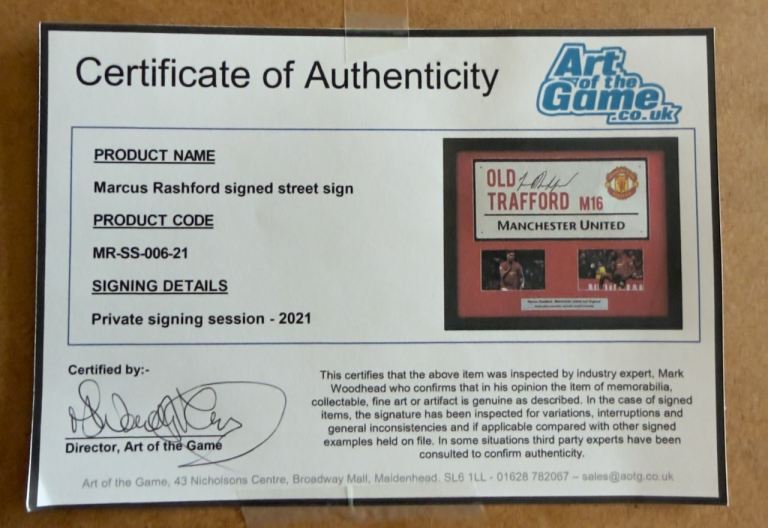 Certificate of Authenticity
Art
of the
Game
.co.uk
PRODUCT NAME
Marcus Rashford signed street sign
PRODUCT CODE
MR-SS-006-21
SIGNING DETAILS
Private signing session - 2021
OLD
TRAFFORD M16
MANCHESTER UNITED
Certified by:-
Director, Art of the Game
This certifies that the above item was inspected by industry expert, Mark
Woodhead who confirms that in his opinion the item of memorabilia,
collectable, fine art or artifact is genuine as described. In the case of signed
items, the signature has been inspected for variations, interruptions and
general inconsistencies and if applicable compared with other signed
examples held on file. In some situations third party experts have been
consulted to confirm authenticity.
Art of the Game, 43 Nicholsons Centre, Broadway Mall, Maidenhead. SL6 1LL - 01628 782067 – sales@aotg.co.uk